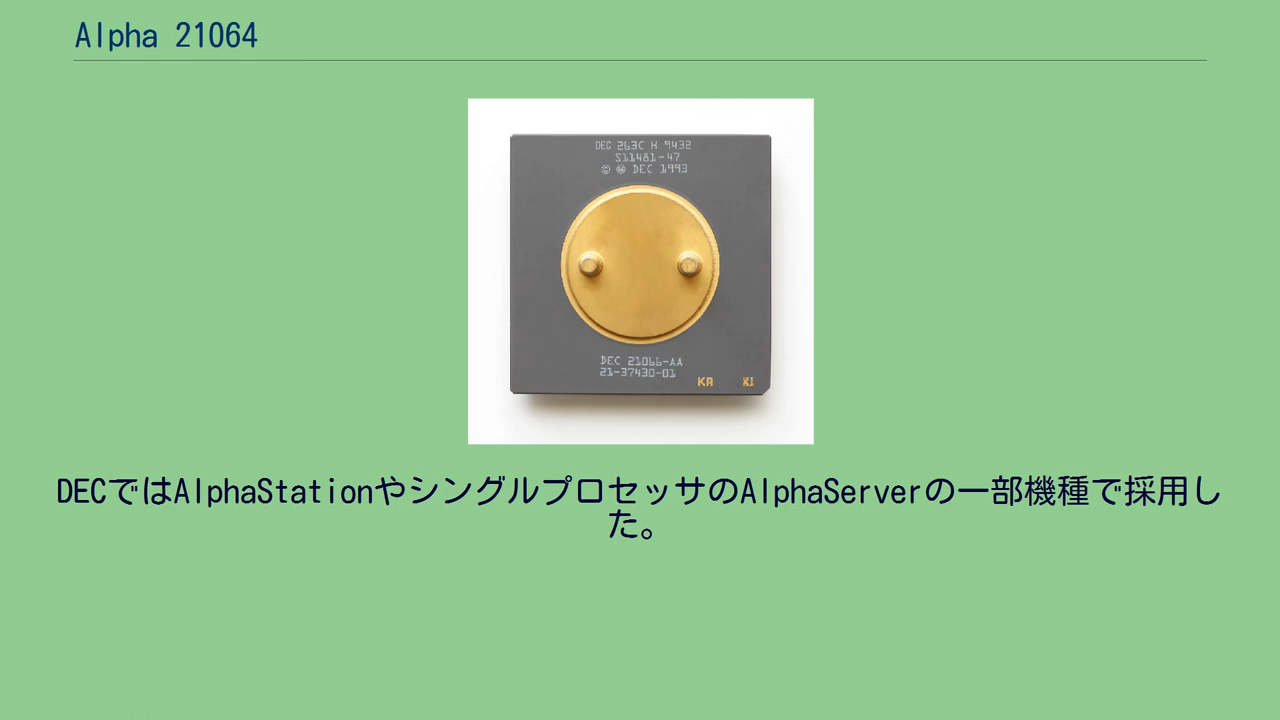 Alpha 21064
DEC 263C H 9432
S11481-47
© Ⓜ DEC 1993
DEC 21066-AA
21-37430-01
KA XI
DECではAlphaStationやシングルプロセッサのAlphaServerの一部機種で採用し
た。